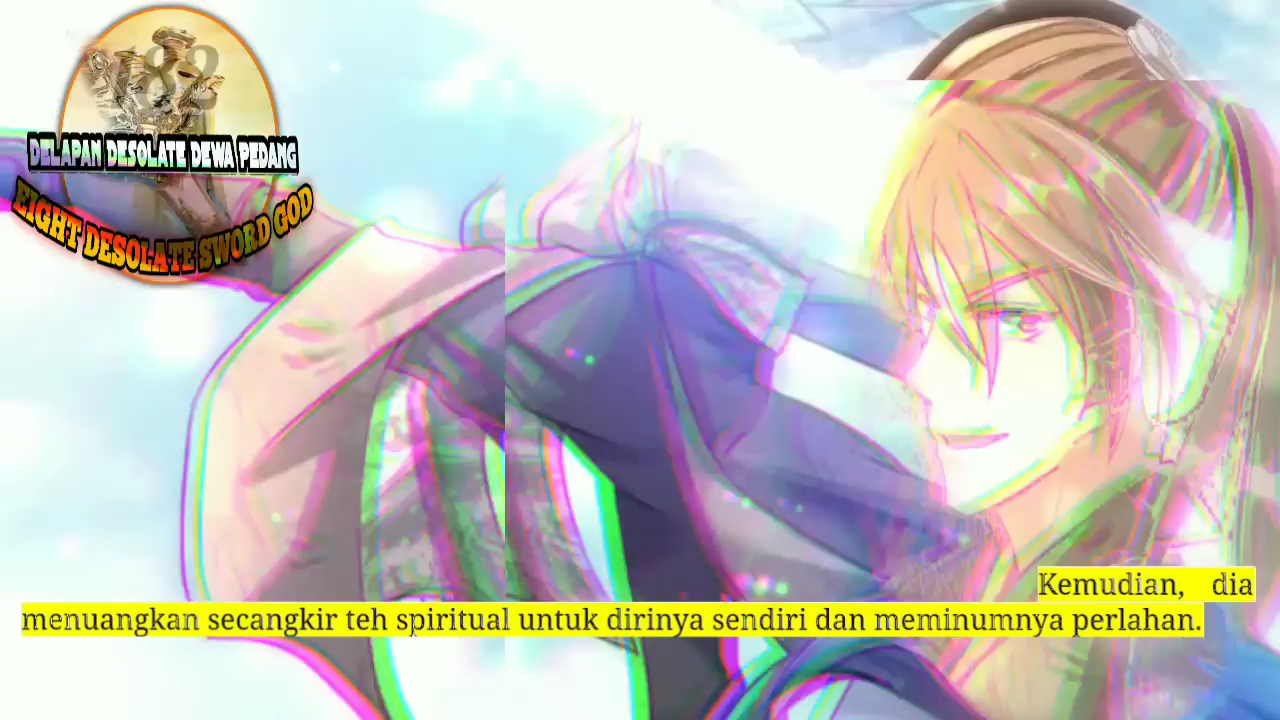 182
DELAPAN DESOLATE DEWA PEDANG
EIGHT DESOLATE SWORD GOD
Kemudian, dia
menuangkan secangkir teh spiritual untuk dirinya sendiri dan meminumnya perlahan.